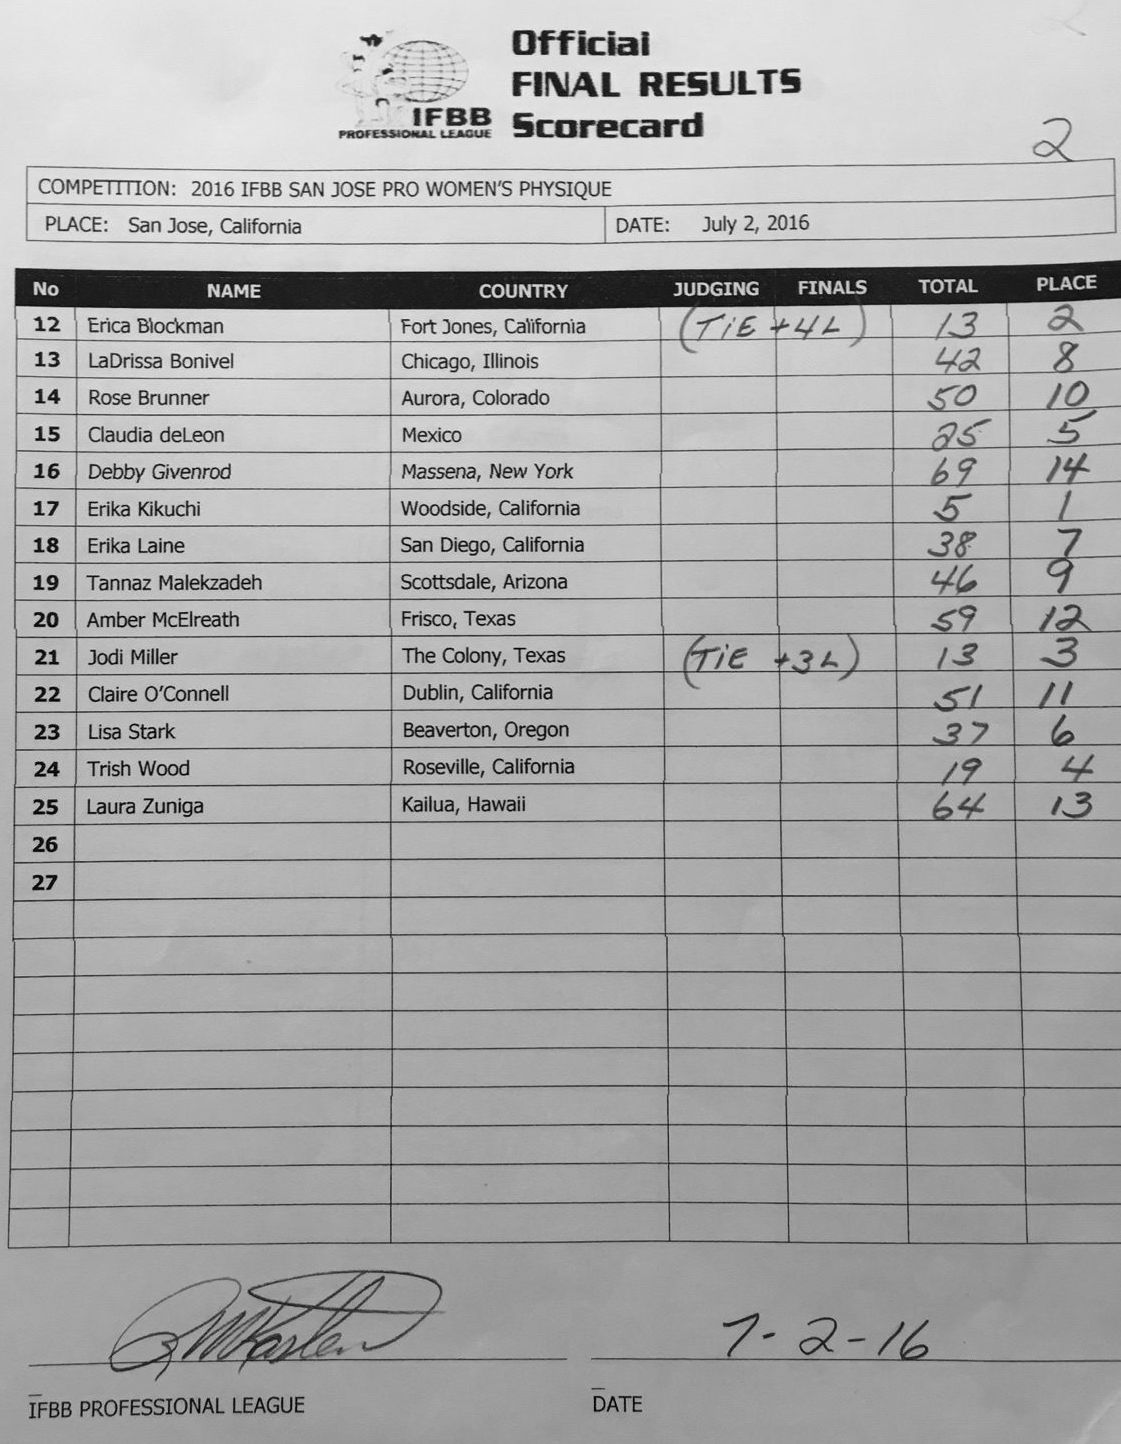 Official
FINAL RESULTS
IFBB
PROFESSIONAL LEAGUE
Scorecard
2
COMPETITION: 2016 IFBB SAN JOSE PRO WOMEN'S PHYSIQUE
PLACE: San Jose, California DATE: July 2, 2016
No NAME COUNTRY JUDGING FINALS TOTAL PLACE
12 Erica Blockman Fort Jones, California (TiE +4L) 13 2
13 LaDrissa Bonivel Chicago, Illinois 42 8
14 Rose Brunner Aurora, Colorado 50 10
15 Claudia deLeon Mexico 25 5
16 Debby Givenrod Massena, New York 69 14
17 Erika Kikuchi Woodside, California 5 1
18 Erika Laine San Diego, California 38 7
19 Tannaz Malekzadeh Scottsdale, Arizona 46 9
20 Amber McElreath Frisco, Texas 59 12
21 Jodi Miller The Colony, Texas (TiE +3L) 13 3
22 Claire O'Connell Dublin, California 51 11
23 Lisa Stark Beaverton, Oregon 37 6
24 Trish Wood Roseville, California 19 4
25 Laura Zuniga Kailua, Hawaii 64 13
26
27
7-2-16
IFBB PROFESSIONAL LEAGUE DATE